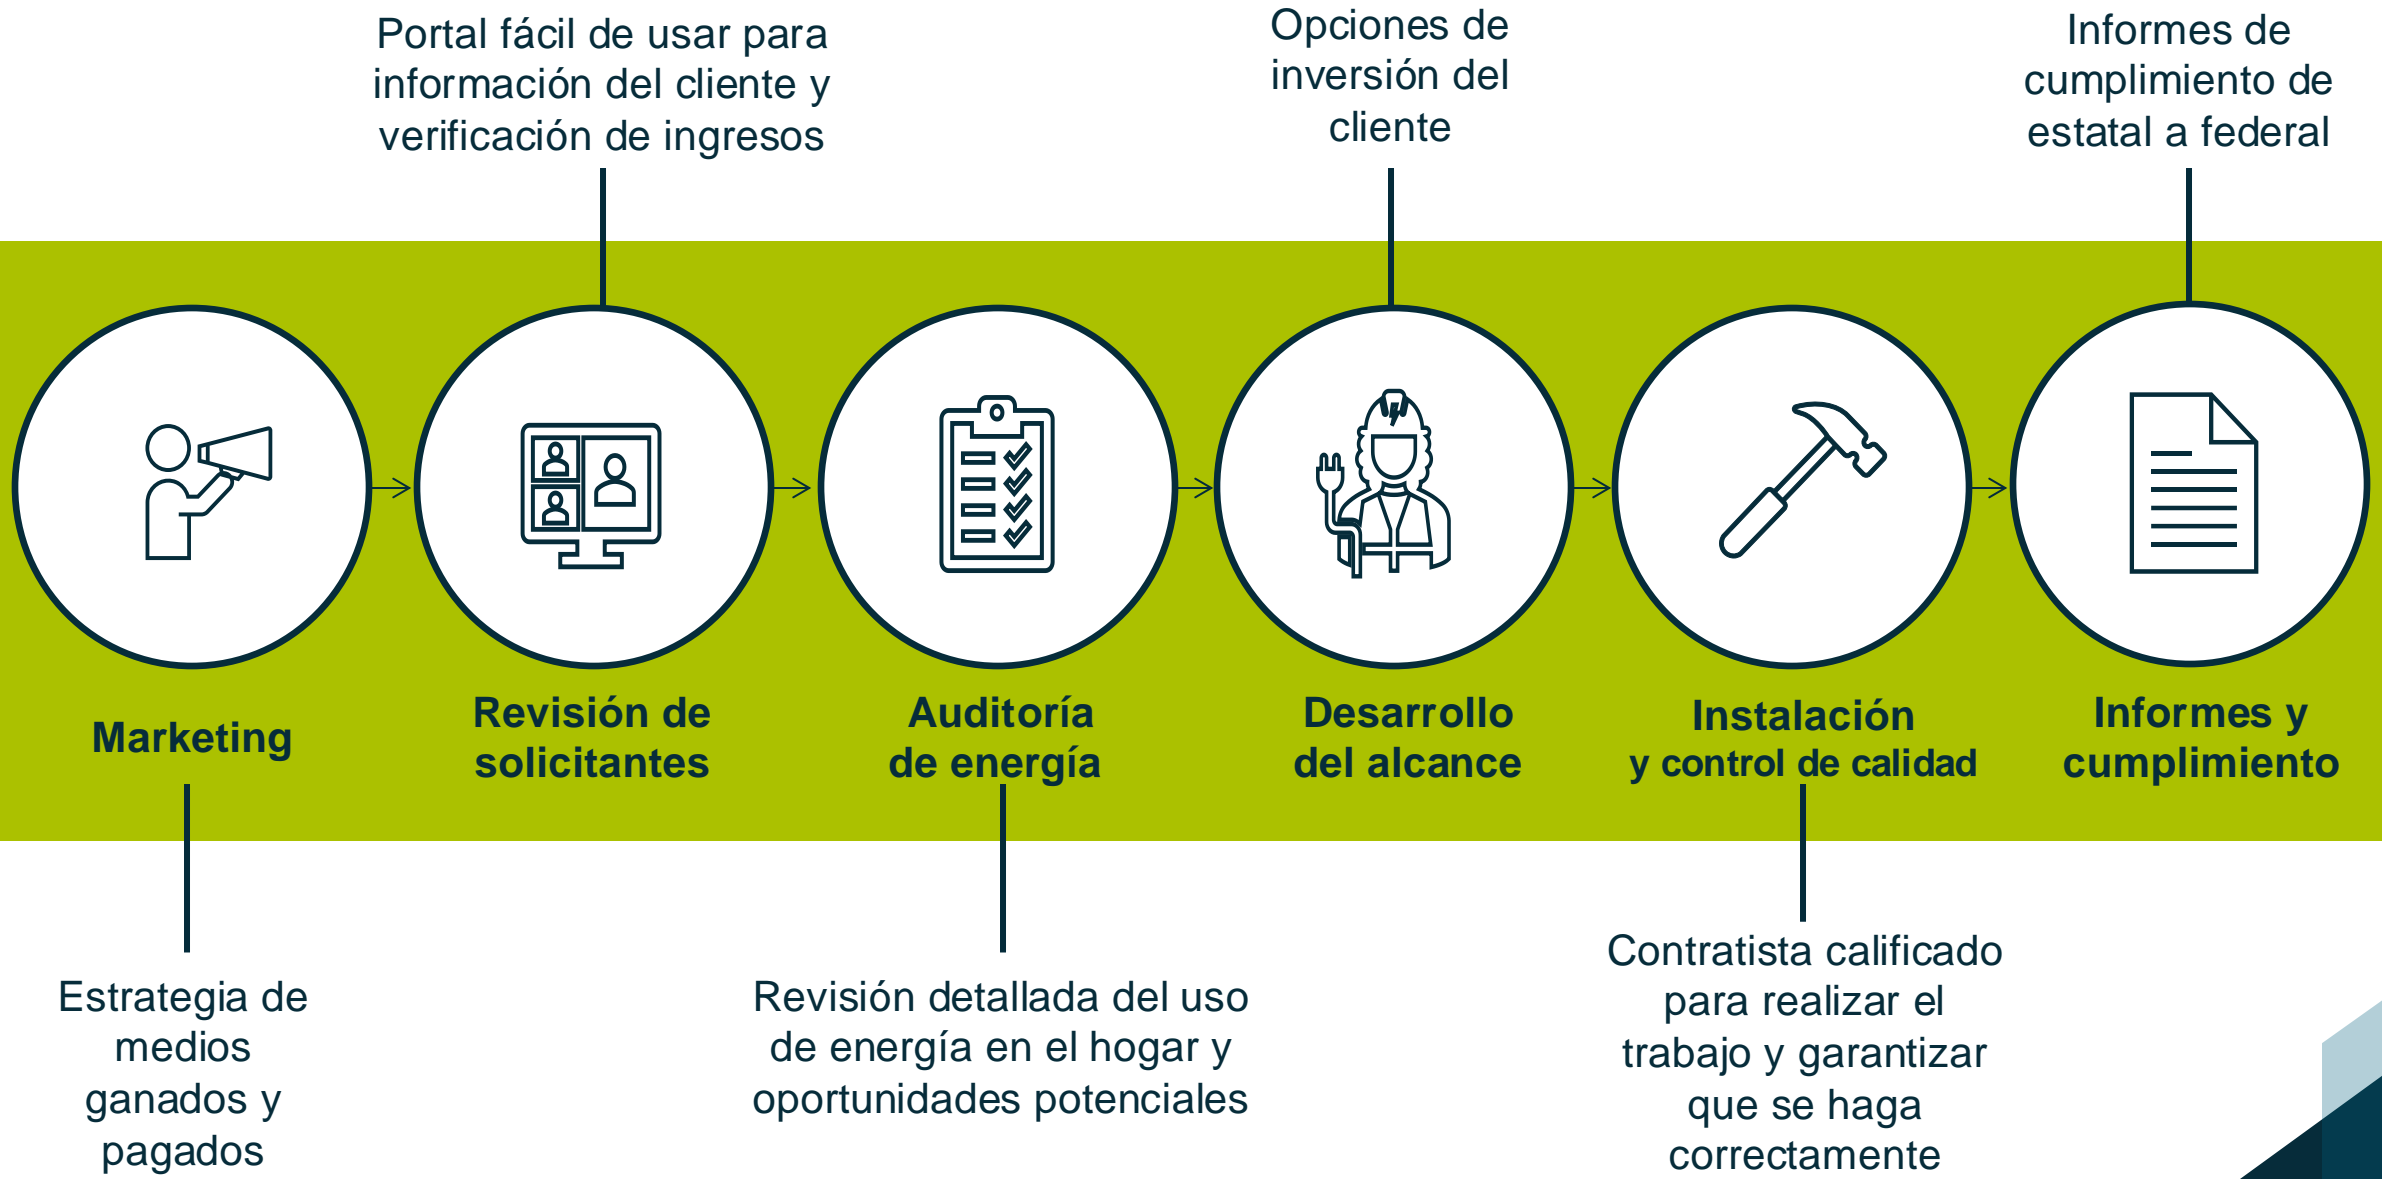 Portal fácil de usar para
información del cliente y
verificación de ingresos
Opciones de
inversión del
cliente
Informes de
cumplimiento de
estatal a federal
Marketing
Revisión de
solicitantes
Auditoría
de energía
Desarrollo
del alcance
Instalación
y control de calidad
Informes y
cumplimiento
Estrategia de
medios
ganados y
pagados
Revisión detallada del uso
de energía en el hogar y
oportunidades potenciales
Contratista calificado
para realizar el
trabajo y garantizar
que se haga
correctamente